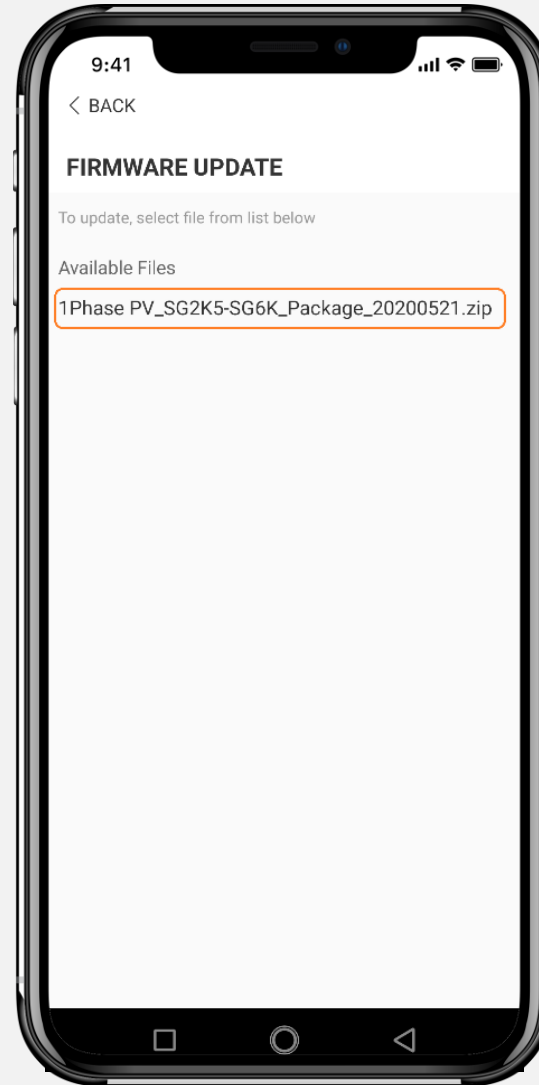 9:41
BACK
FIRMWARE UPDATE
To update, select file from list below
Available Files
1Phase PV_SG2K5-SG6K_Package_20200521.zip